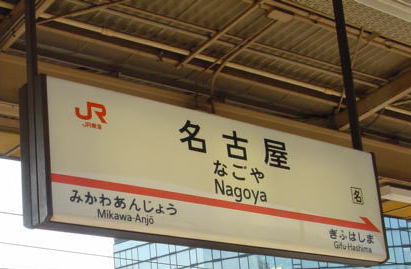 JR
JR東海
名古屋
なごや
Nagoya
名
みかわあんじょう
Mikawa-Anjō
ぎふはしま
Gifu-Hashima